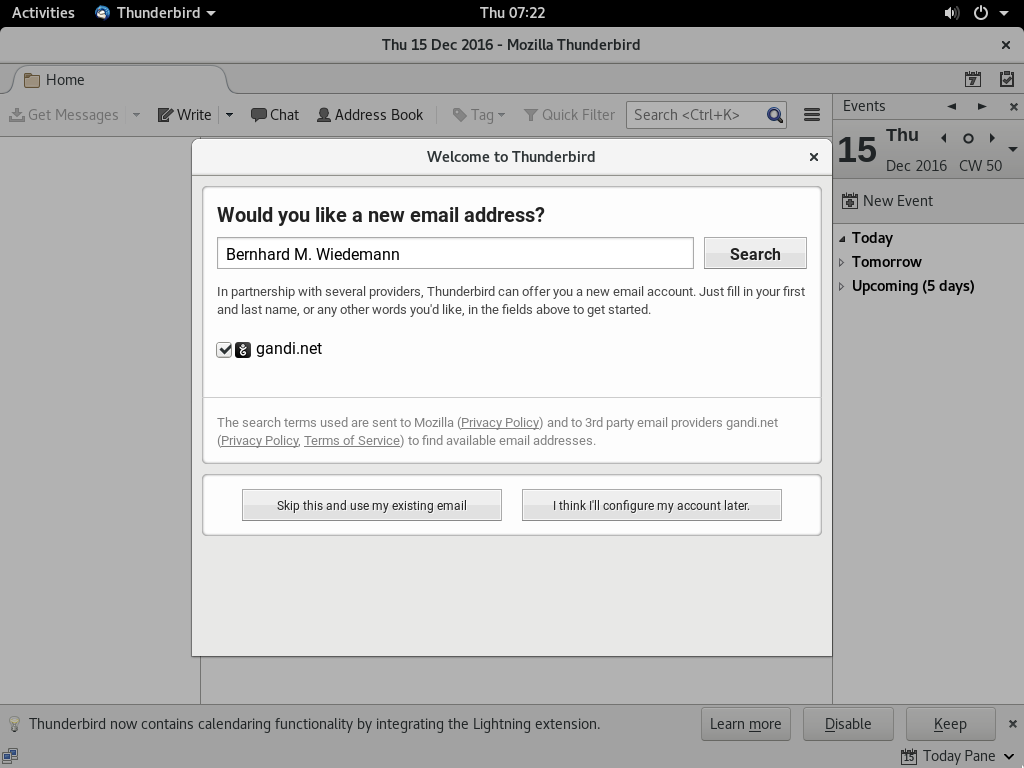 Activities Thunderbird Thu 07:22
Thu 15 Dec 2016 - Mozilla Thunderbird
Home
7
Get Messages Write Chat Address Book Tag Quick Filter Search <Ctrl+K>
Events
15 Thu
Dec 2016 CW 50
New Event
Today
Tomorrow
Upcoming (5 days)
Welcome to Thunderbird
Would you like a new email address?
Bernhard M. Wiedemann Search
In partnership with several providers, Thunderbird can offer you a new email account. Just fill in your first
and last name, or any other words you'd like, in the fields above to get started.
gandi.net
The search terms used are sent to Mozilla (Privacy Policy) and to 3rd party email providers gandi.net
(Privacy Policy, Terms of Service) to find available email addresses.
Skip this and use my existing email I think I'll configure my account later.
Thunderbird now contains calendaring functionality by integrating the Lightning extension. Learn more Disable Keep
15 Today Pane